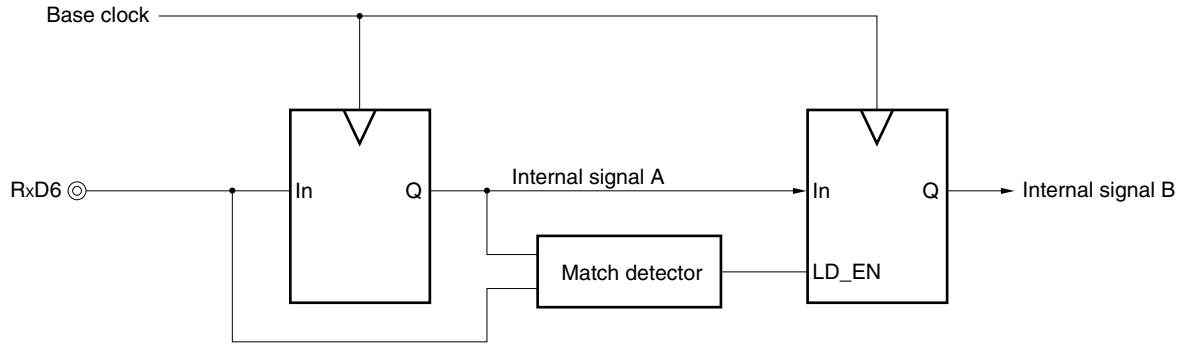 Base clock
RxD6
In
Q
Internal signal A
In
Q
Internal signal B
Match detector
LD_EN